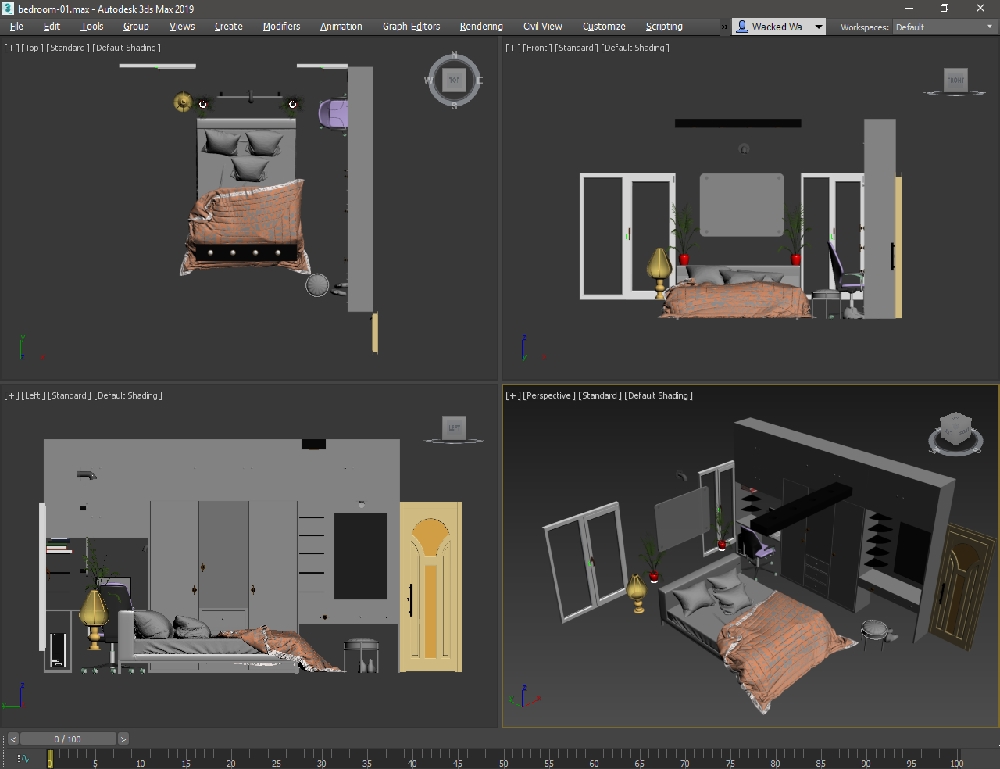 bedroom-01.max - Autodesk 3ds Max 2019
File Edit Tools Group Views Create Modifiers Animation Graph Editors Rendering Civil View Customize Scripting » Wacked Wa Workspaces: Default
[+] [Top] [Standard] [Default Shading]
N
W TOP E
S
[+] [Front] [Standard] [Default Shading]
FRONT
[+] [Left] [Standard] [Default Shading]
LEFT
[+] [Perspective] [Standard] [Default Shading]
< 0 / 100 >
0 5 10 15 20 25 30 35 40 45 50 55 60 65 70 75 80 85 90 95 100